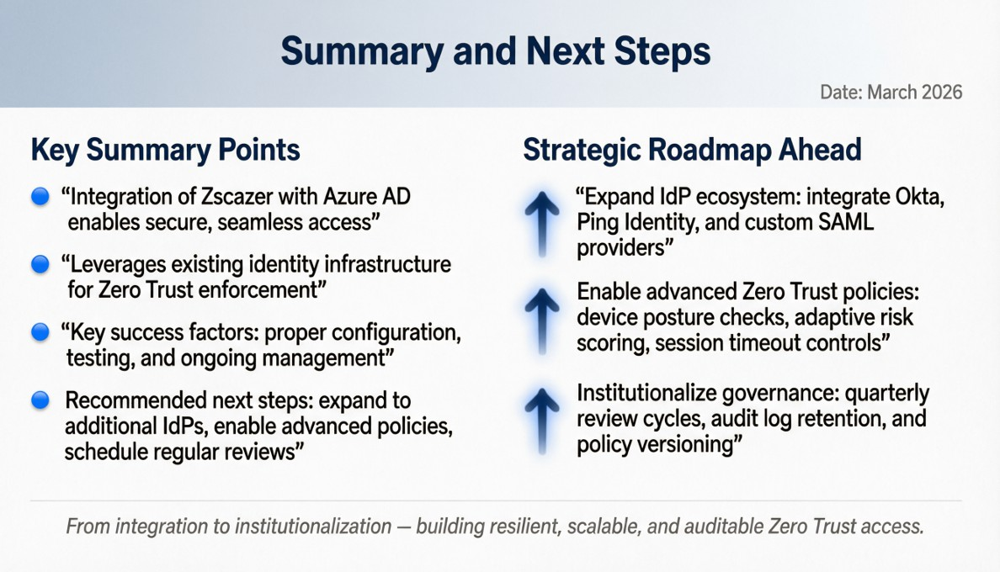 Summary and Next Steps
Date: March 2026
Key Summary Points
“Integration of Zscazer with Azure AD
enables secure, seamless access”
“Leverages existing identity infrastructure
for Zero Trust enforcement”
“Key success factors: proper configuration,
testing, and ongoing management”
Recommended next steps: expand to
additional IdPs, enable advanced policies,
schedule regular reviews”
Strategic Roadmap Ahead
“Expand IdP ecosystem: integrate Okta,
Ping Identity, and custom SAML
providers”
Enable advanced Zero Trust policies:
device posture checks, adaptive risk
scoring, session timeout controls”
Institutionalize governance: quarterly
review cycles, audit log retention, and
policy versioning”
From integration to institutionalization — building resilient, scalable, and auditable Zero Trust access.